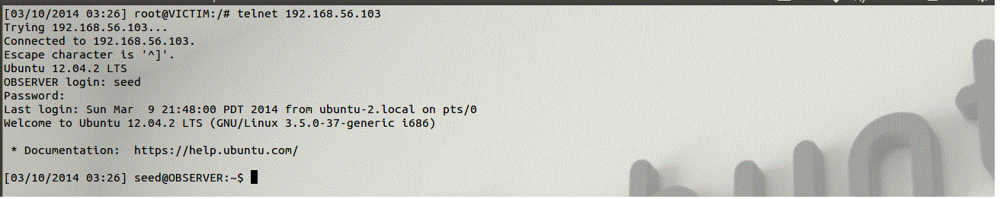 [03/10/2014 03:26] root@VICTIM:/# telnet 192.168.56.103
Trying 192.168.56.103...
Connected to 192.168.56.103.
Escape character is '^]'.
Ubuntu 12.04.2 LTS
OBSERVER login: seed
Password:
Last login: Sun Mar  9 21:48:00 PDT 2014 from ubuntu-2.local on pts/0
Welcome to Ubuntu 12.04.2 LTS (GNU/Linux 3.5.0-37-generic i686)
 * Documentation:  https://help.ubuntu.com/
[03/10/2014 03:26] seed@OBSERVER:~$